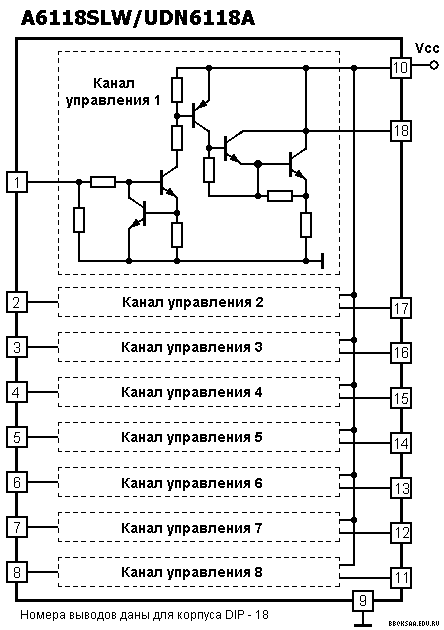 A6118SLW/UDN6118A
Vcc
Канал
управления 1
10
18
1
2
Канал управления 2
17
3
Канал управления 3
16
4
Канал управления 4
15
5
Канал управления 5
14
6
Канал управления 6
13
7
Канал управления 7
12
8
Канал управления 8
11
9
Номера выводов даны для корпуса DIP - 18